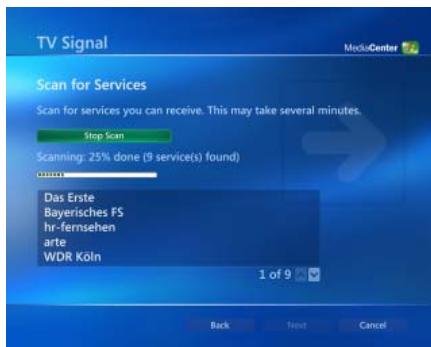 TV Signal
MediaCenter
Scan for Services
Scan for services you can receive. This may take several minutes.
Stop Scan
Scanning: 25% done (9 service(s) found)
Das Erste
Bayerisches FS
hr-fernsehen
arte
WDR Köln
1 of 9
Back
Next
Cancel